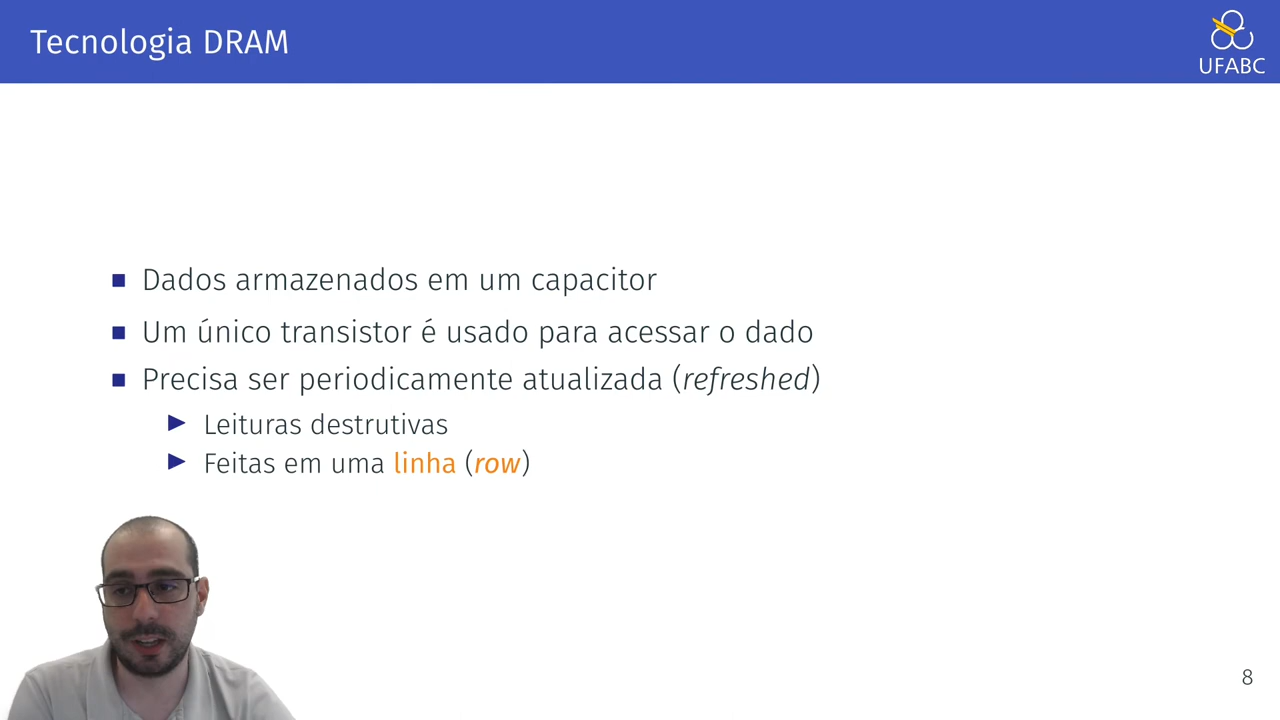 Tecnologia DRAM
UFABC
Dados armazenados em um capacitor
Um único transistor é usado para acessar o dado
Precisa ser periodicamente atualizada (refreshed)
Leituras destrutivas
Feitas em uma linha (row)
8